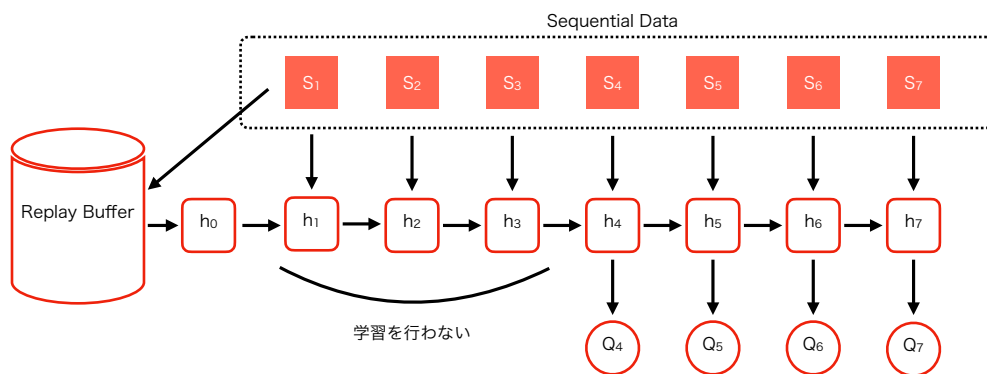 Sequential Data
S₁ S₂ S₃ S₄ S₅ S₆ S₇
Replay Buffer
h₀ h₁ h₂ h₃ h₄ h₅ h₆ h₇
学習を行わない
Q₄ Q₅ Q₆ Q₇